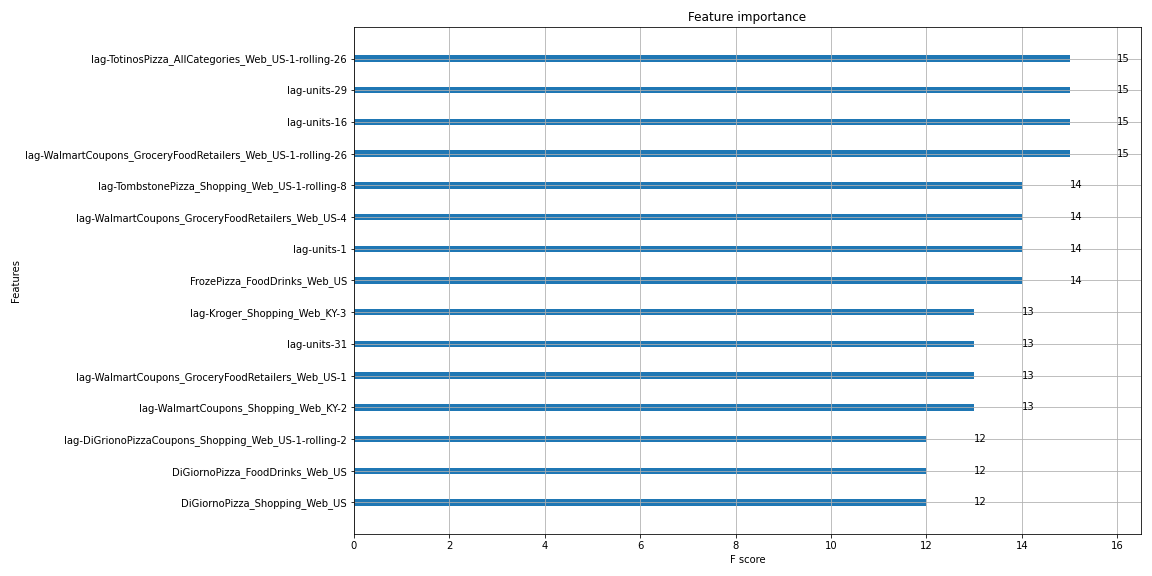 Feature importance
lag-TotinosPizza_AllCategories_Web_US-1-rolling-26 15
lag-units-29 15
lag-units-16 15
lag-WalmartCoupons_GroceryFoodRetailers_Web_US-1-rolling-26 15
lag-TombstonePizza_Shopping_Web_US-1-rolling-8 14
lag-WalmartCoupons_GroceryFoodRetailers_Web_US-4 14
lag-units-1 14
FrozePizza_FoodDrinks_Web_US 14
lag-Kroger_Shopping_Web_KY-3 13
lag-units-31 13
lag-WalmartCoupons_GroceryFoodRetailers_Web_US-1 13
lag-WalmartCoupons_Shopping_Web_KY-2 13
lag-DiGrionoPizzaCoupons_Shopping_Web_US-1-rolling-2 12
DiGiornoPizza_FoodDrinks_Web_US 12
DiGiornoPizza_Shopping_Web_US 12
Features
0 2 4 6 8 10 12 14 16
F score